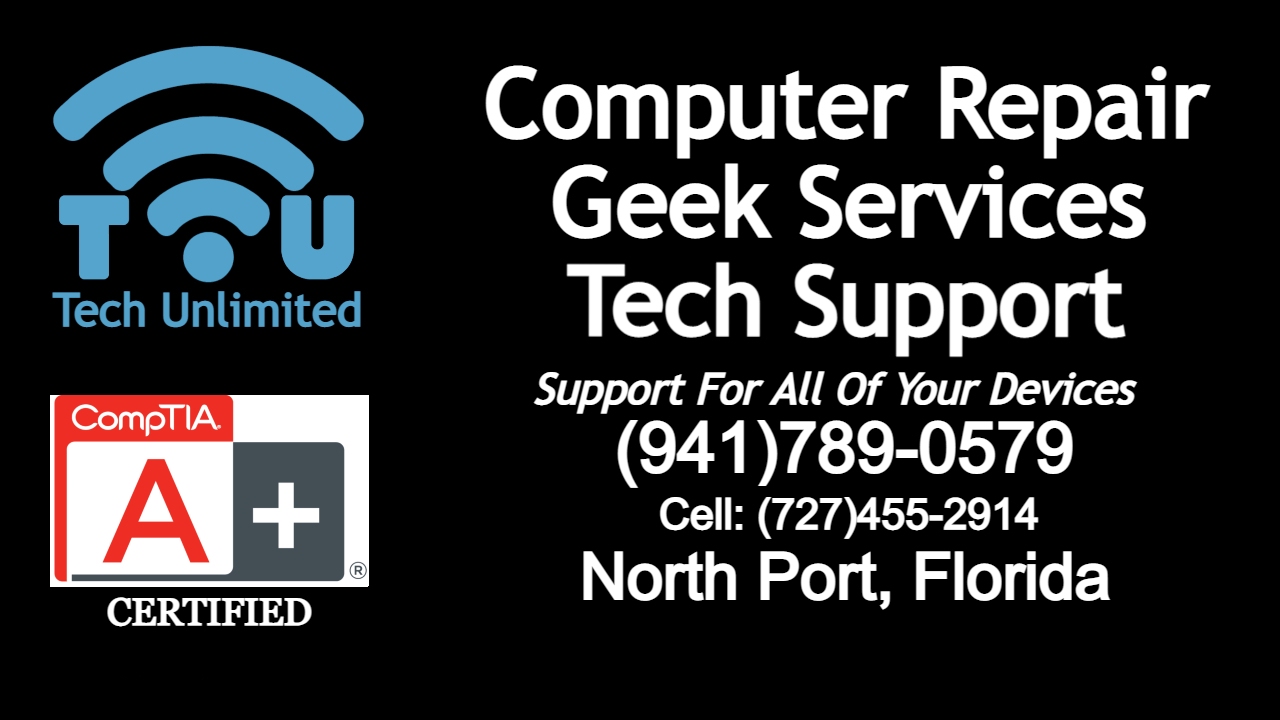 T U
Tech Unlimited
CompTIA.
A+
®
CERTIFIED
Computer Repair
Geek Services
Tech Support
Support For All Of Your Devices
(941)789-0579
Cell: (727)455-2914
North Port, Florida